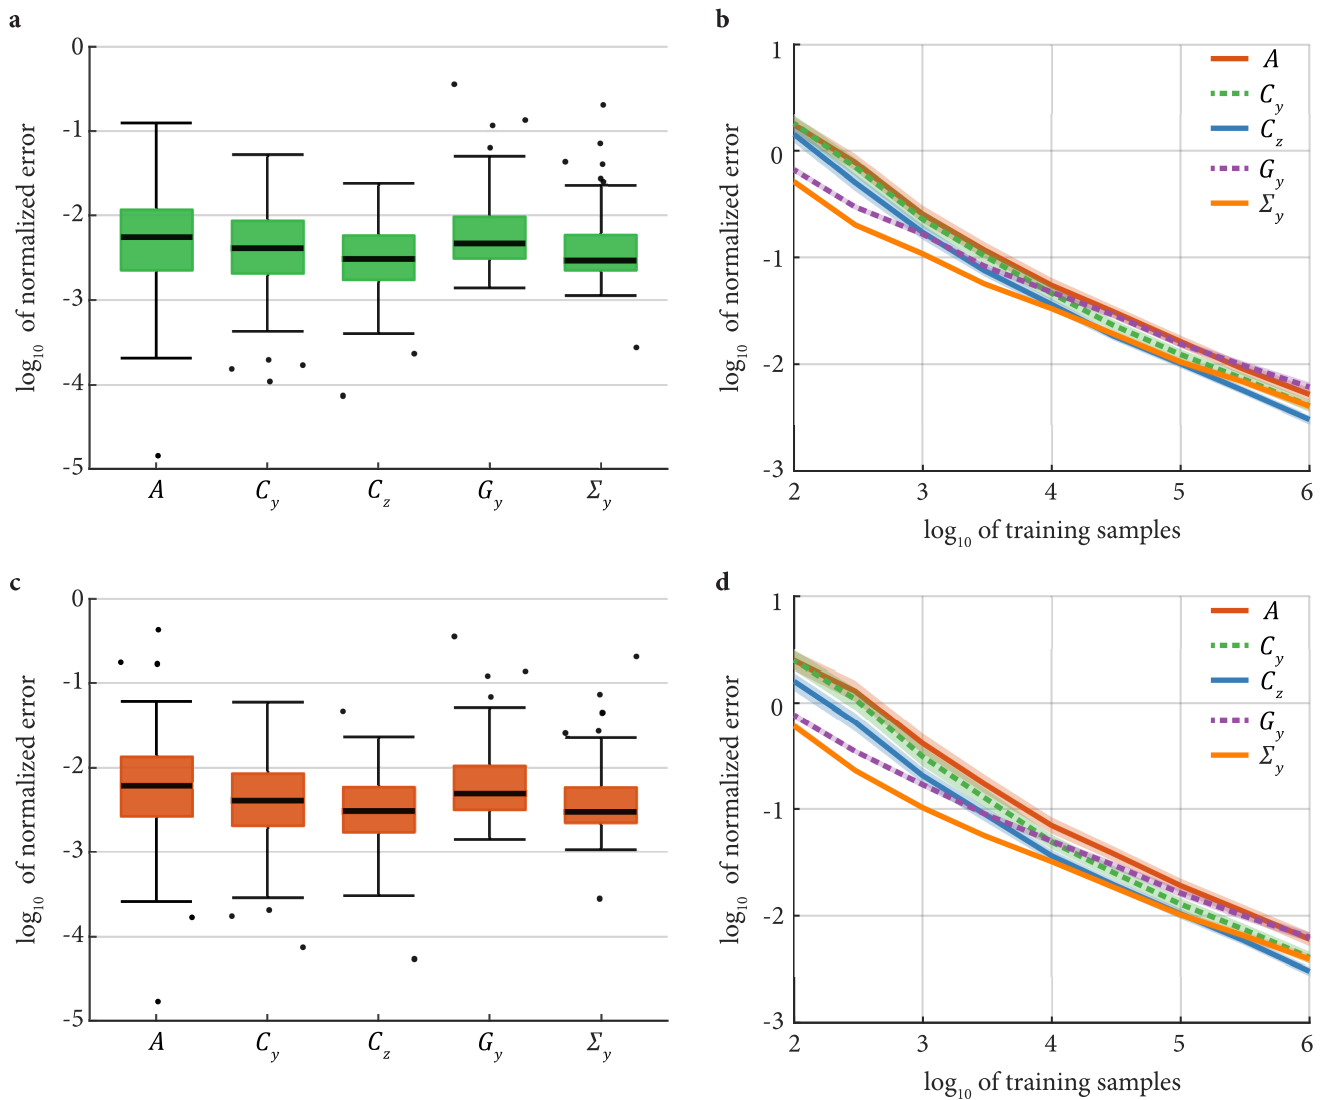 a
0
-1
-2
-3
-4
-5
log10 of normalized error
A
Cy
Cz
Gy
Σy
b
1
0
-1
-2
-3
log10 of normalized error
2
3
4
5
6
log10 of training samples
A
Cy
Cz
Gy
Σy
c
0
-1
-2
-3
-4
-5
log10 of normalized error
A
Cy
Cz
Gy
Σy
d
1
0
-1
-2
-3
log10 of normalized error
2
3
4
5
6
log10 of training samples
A
Cy
Cz
Gy
Σy